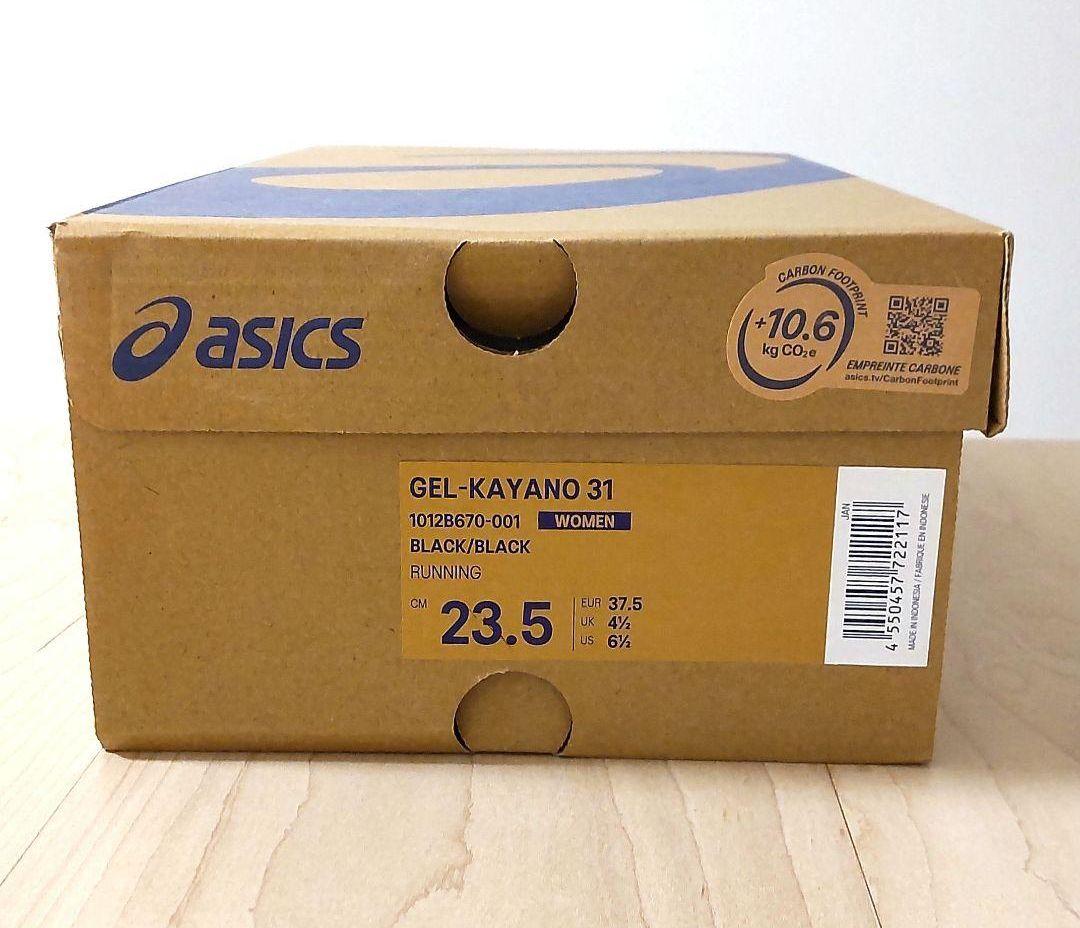 asics
CARBON FOOTPRINT
+10.6
kg CO₂e
EMPREINTE CARBONE
asics.tv/CarbonFootprint
GEL-KAYANO 31
1012B670-001 WOMEN
BLACK/BLACK
RUNNING
CM 23.5
EUR 37.5
UK 4½
US 6½
JAN
4 550457 722117
MADE IN INDONESIA / FABRIQUE EN INDONESIE